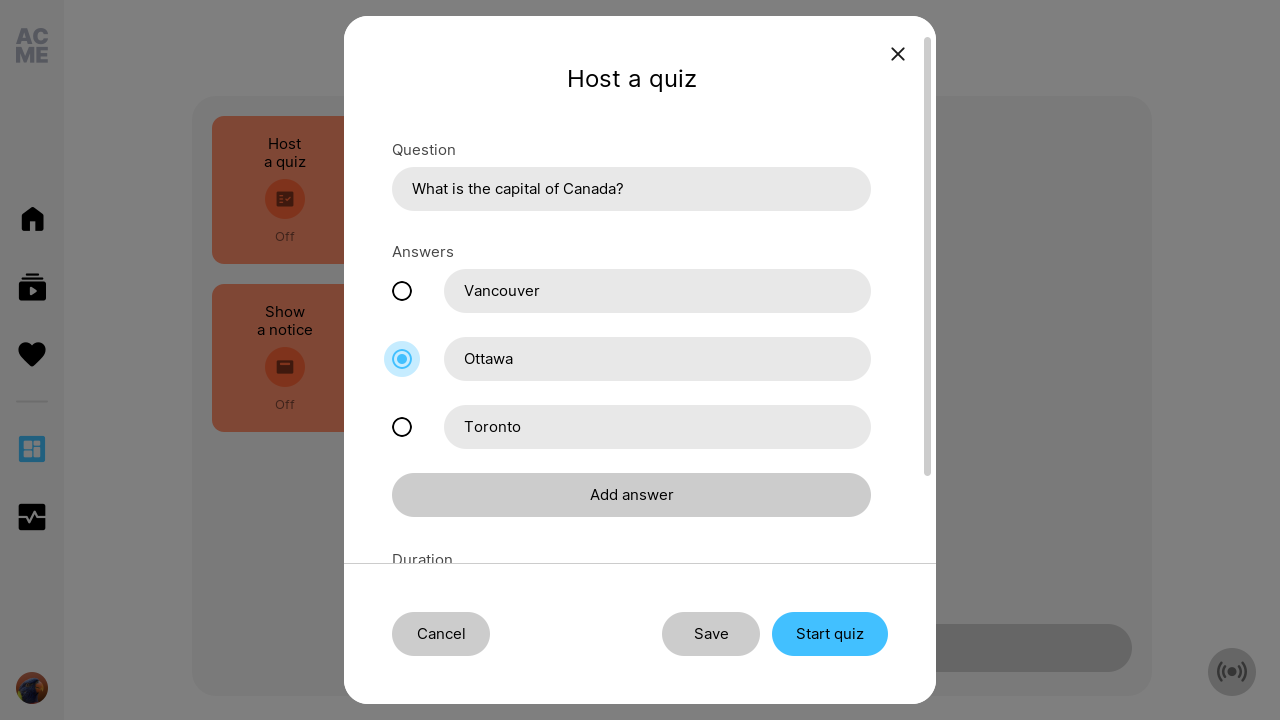 AC
ME
Host
a quiz
Off
Show
a notice
Off
Host a quiz
Question
What is the capital of Canada?
Answers
Vancouver
Ottawa
Toronto
Add answer
Duration
Cancel
Save
Start quiz